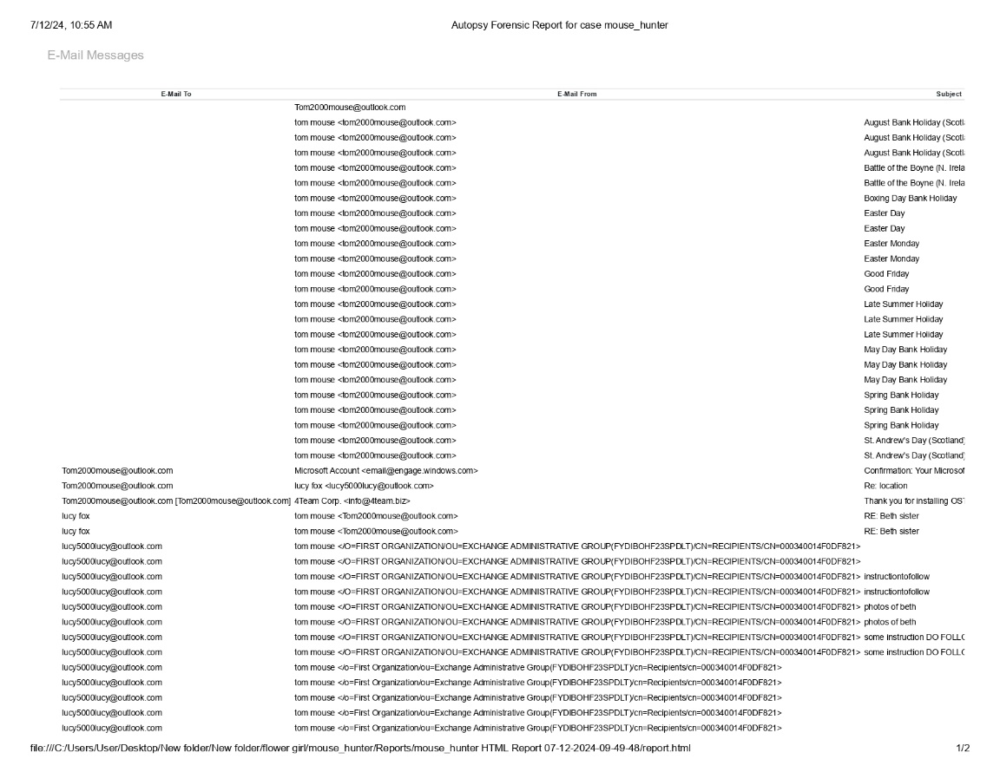 7/12/24, 10:55 AM Autopsy Forensic Report for case mouse_hunter
E-Mail Messages
E-Mail To E-Mail From Subject
Tom2000mouse@outlook.com
tom mouse <tom2000mouse@outlook.com> August Bank Holiday (Scotl
tom mouse <tom2000mouse@outlook.com> August Bank Holiday (Scotl
tom mouse <tom2000mouse@outlook.com> August Bank Holiday (Scotl
tom mouse <tom2000mouse@outlook.com> Battle of the Boyne (N. Irela
tom mouse <tom2000mouse@outlook.com> Battle of the Boyne (N. Irela
tom mouse <tom2000mouse@outlook.com> Boxing Day Bank Holiday
tom mouse <tom2000mouse@outlook.com> Easter Day
tom mouse <tom2000mouse@outlook.com> Easter Day
tom mouse <tom2000mouse@outlook.com> Easter Monday
tom mouse <tom2000mouse@outlook.com> Easter Monday
tom mouse <tom2000mouse@outlook.com> Good Friday
tom mouse <tom2000mouse@outlook.com> Good Friday
tom mouse <tom2000mouse@outlook.com> Late Summer Holiday
tom mouse <tom2000mouse@outlook.com> Late Summer Holiday
tom mouse <tom2000mouse@outlook.com> Late Summer Holiday
tom mouse <tom2000mouse@outlook.com> May Day Bank Holiday
tom mouse <tom2000mouse@outlook.com> May Day Bank Holiday
tom mouse <tom2000mouse@outlook.com> May Day Bank Holiday
tom mouse <tom2000mouse@outlook.com> Spring Bank Holiday
tom mouse <tom2000mouse@outlook.com> Spring Bank Holiday
tom mouse <tom2000mouse@outlook.com> Spring Bank Holiday
tom mouse <tom2000mouse@outlook.com> St. Andrew's Day (Scotland)
tom mouse <tom2000mouse@outlook.com> St. Andrew's Day (Scotland)
Tom2000mouse@outlook.com Microsoft Account <email@engage.windows.com> Confirmation: Your Microsof
Tom2000mouse@outlook.com lucy fox <lucy5000lucy@outlook.com> Re: location
Tom2000mouse@outlook.com [Tom2000mouse@outlook.com] 4Team Corp. <info@4team.biz> Thank you for installing OST
lucy fox tom mouse <Tom2000mouse@outlook.com> RE: Beth sister
lucy fox tom mouse <Tom2000mouse@outlook.com> RE: Beth sister
lucy5000lucy@outlook.com tom mouse </O=FIRST ORGANIZATION/OU=EXCHANGE ADMINISTRATIVE GROUP(FYDIBOHF23SPDLT)/CN=RECIPIENTS/CN=000340014F0DF821>
lucy5000lucy@outlook.com tom mouse </O=FIRST ORGANIZATION/OU=EXCHANGE ADMINISTRATIVE GROUP(FYDIBOHF23SPDLT)/CN=RECIPIENTS/CN=000340014F0DF821>
lucy5000lucy@outlook.com tom mouse </O=FIRST ORGANIZATION/OU=EXCHANGE ADMINISTRATIVE GROUP(FYDIBOHF23SPDLT)/CN=RECIPIENTS/CN=000340014F0DF821> instructiontofollow
lucy5000lucy@outlook.com tom mouse </O=FIRST ORGANIZATION/OU=EXCHANGE ADMINISTRATIVE GROUP(FYDIBOHF23SPDLT)/CN=RECIPIENTS/CN=000340014F0DF821> instructiontofollow
lucy5000lucy@outlook.com tom mouse </O=FIRST ORGANIZATION/OU=EXCHANGE ADMINISTRATIVE GROUP(FYDIBOHF23SPDLT)/CN=RECIPIENTS/CN=000340014F0DF821> photos of beth
lucy5000lucy@outlook.com tom mouse </O=FIRST ORGANIZATION/OU=EXCHANGE ADMINISTRATIVE GROUP(FYDIBOHF23SPDLT)/CN=RECIPIENTS/CN=000340014F0DF821> photos of beth
lucy5000lucy@outlook.com tom mouse </O=FIRST ORGANIZATION/OU=EXCHANGE ADMINISTRATIVE GROUP(FYDIBOHF23SPDLT)/CN=RECIPIENTS/CN=000340014F0DF821> some instruction DO FOLLO
lucy5000lucy@outlook.com tom mouse </O=FIRST ORGANIZATION/OU=EXCHANGE ADMINISTRATIVE GROUP(FYDIBOHF23SPDLT)/CN=RECIPIENTS/CN=000340014F0DF821> some instruction DO FOLLO
lucy5000lucy@outlook.com tom mouse </o=First Organization/ou=Exchange Administrative Group(FYDIBOHF23SPDLT)/cn=Recipients/cn=000340014F0DF821>
lucy5000lucy@outlook.com tom mouse </o=First Organization/ou=Exchange Administrative Group(FYDIBOHF23SPDLT)/cn=Recipients/cn=000340014F0DF821>
lucy5000lucy@outlook.com tom mouse </o=First Organization/ou=Exchange Administrative Group(FYDIBOHF23SPDLT)/cn=Recipients/cn=000340014F0DF821>
lucy5000lucy@outlook.com tom mouse </o=First Organization/ou=Exchange Administrative Group(FYDIBOHF23SPDLT)/cn=Recipients/cn=000340014F0DF821>
lucy5000lucy@outlook.com tom mouse </o=First Organization/ou=Exchange Administrative Group(FYDIBOHF23SPDLT)/cn=Recipients/cn=000340014F0DF821>
file:///C:/Users/User/Desktop/New folder/New folder/flower girl/mouse_hunter/Reports/mouse_hunter HTML Report 07-12-2024-09-49-48/report.html 1/2